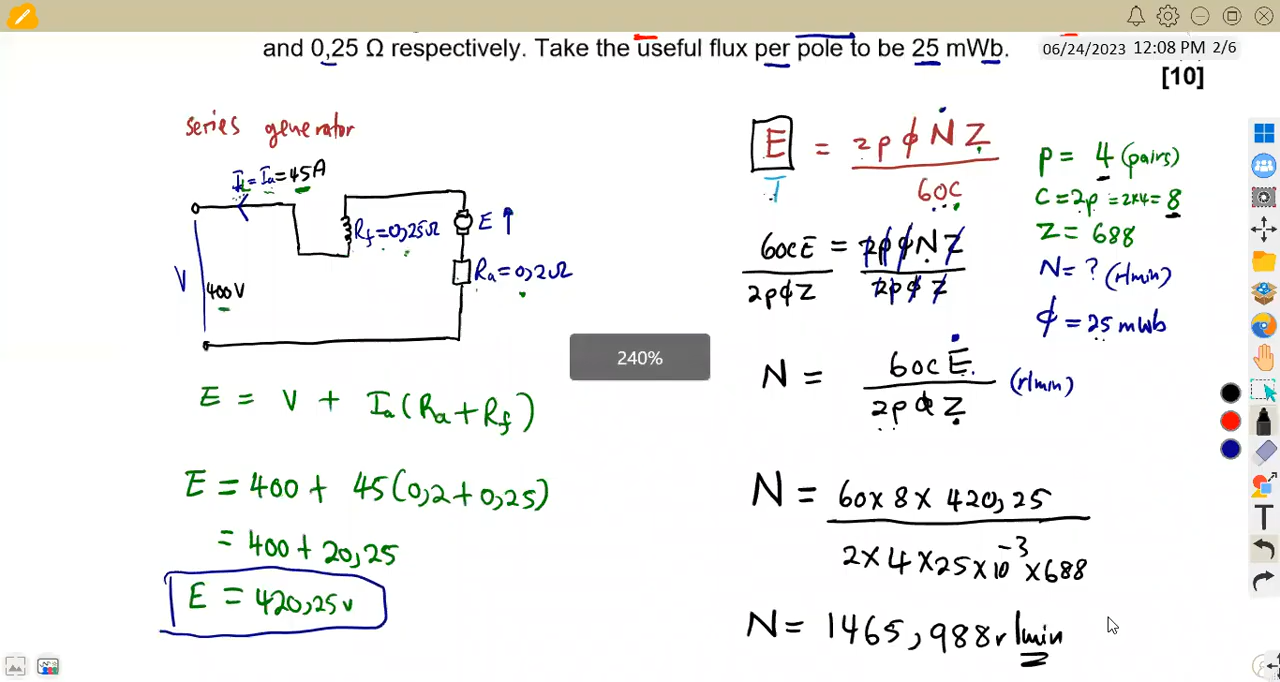 06/24/2023 12:08 PM 2/6
and 0,25 Ω respectively. Take the useful flux per pole to be 25 mWb.
[10]
series generator
IL = Ia = 45A
Rf = 0,25Ω
E ↑
Ra = 0,2Ω
V
400V
E = V + Ia (Ra + Rf)
E = 400 + 45(0,2 + 0,25)
= 400 + 20,25
E = 420,25v
240%
E = 2pϕNZ / 60C
60cE / 2pϕZ = 2pϕNZ / 2pϕZ
N = 60cE / 2pϕZ (r/min)
N = 60 x 8 x 420,25 / 2 x 4 x 25 x 10⁻³ x 688
N = 1465,988 r/min
P = 4 (pairs)
C = 2p = 2x4 = 8
Z = 688
N = ? (r/min)
ϕ = 25 mWb
T